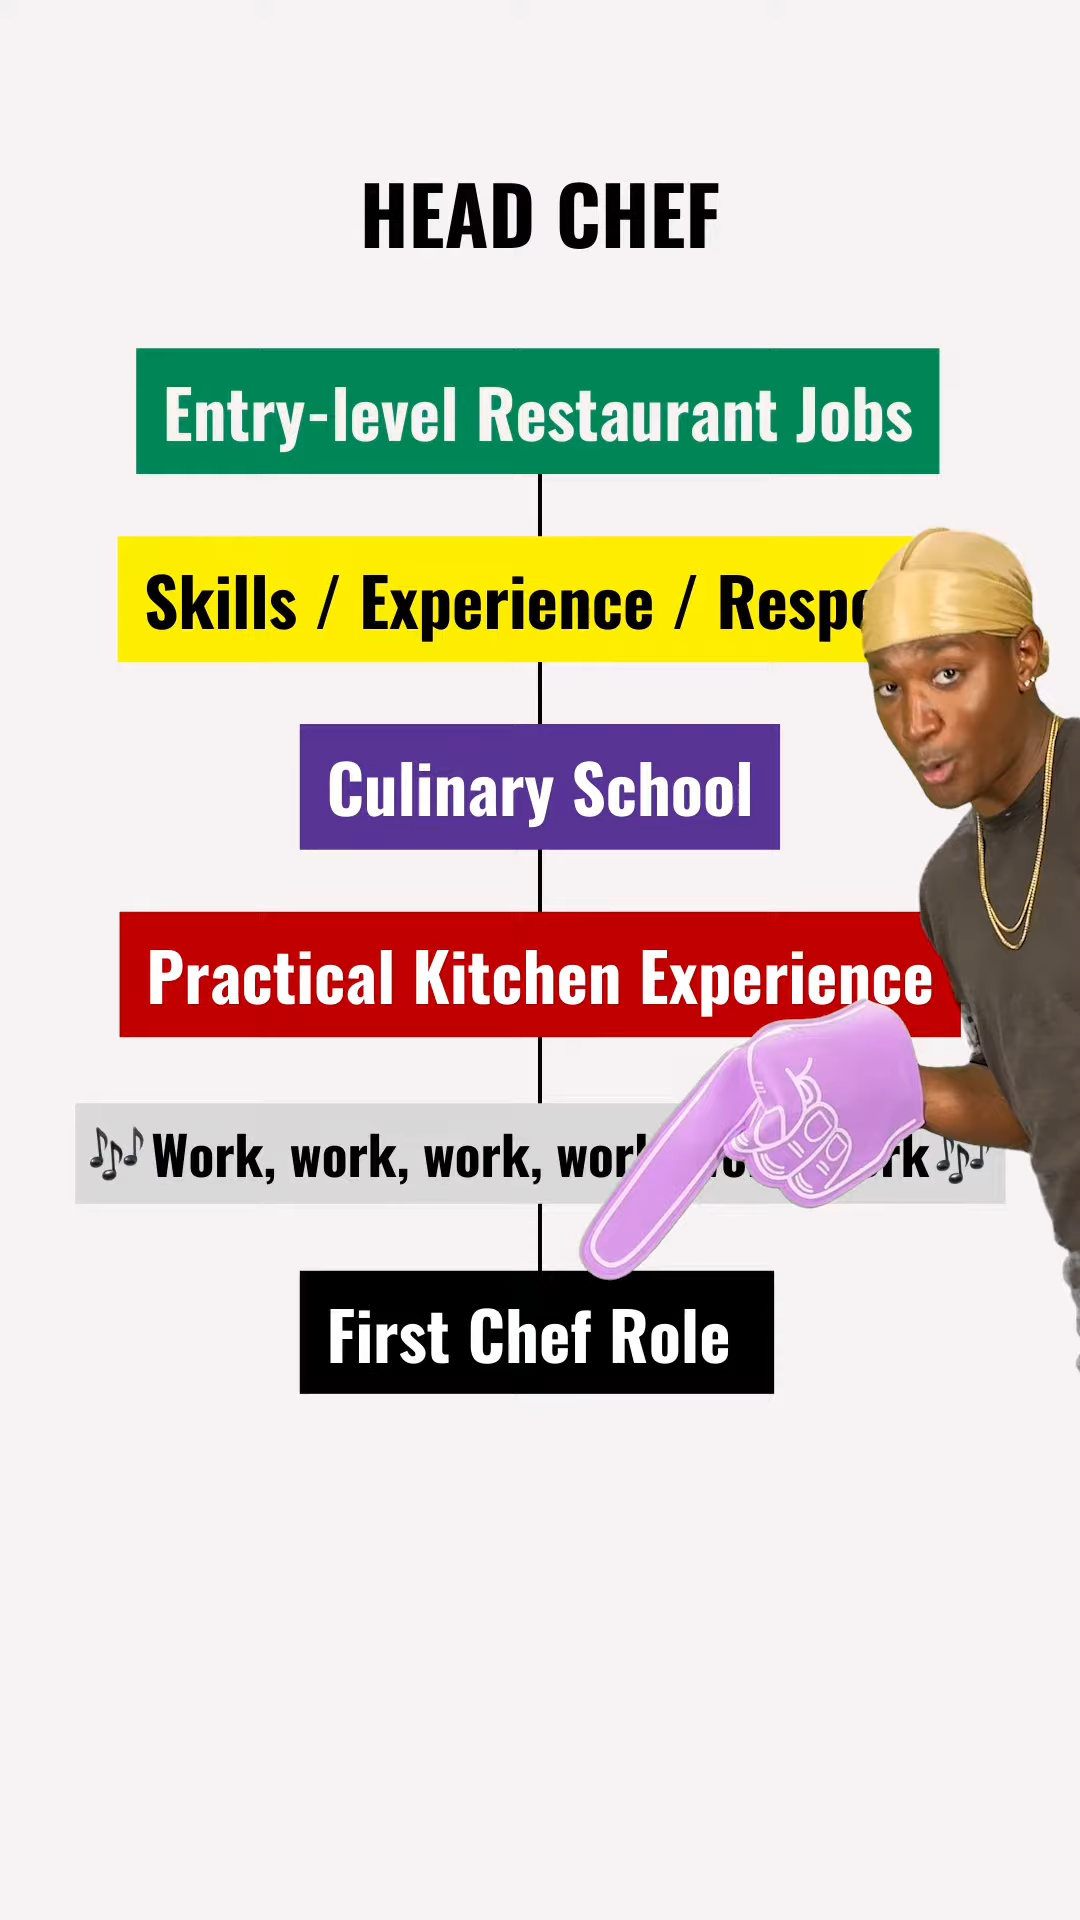 HEAD CHEF
Entry-level Restaurant Jobs
Skills / Experience /
Culinary School
Practical Kitchen Experience
🎶Work, work, work, 🎶
First Chef Role